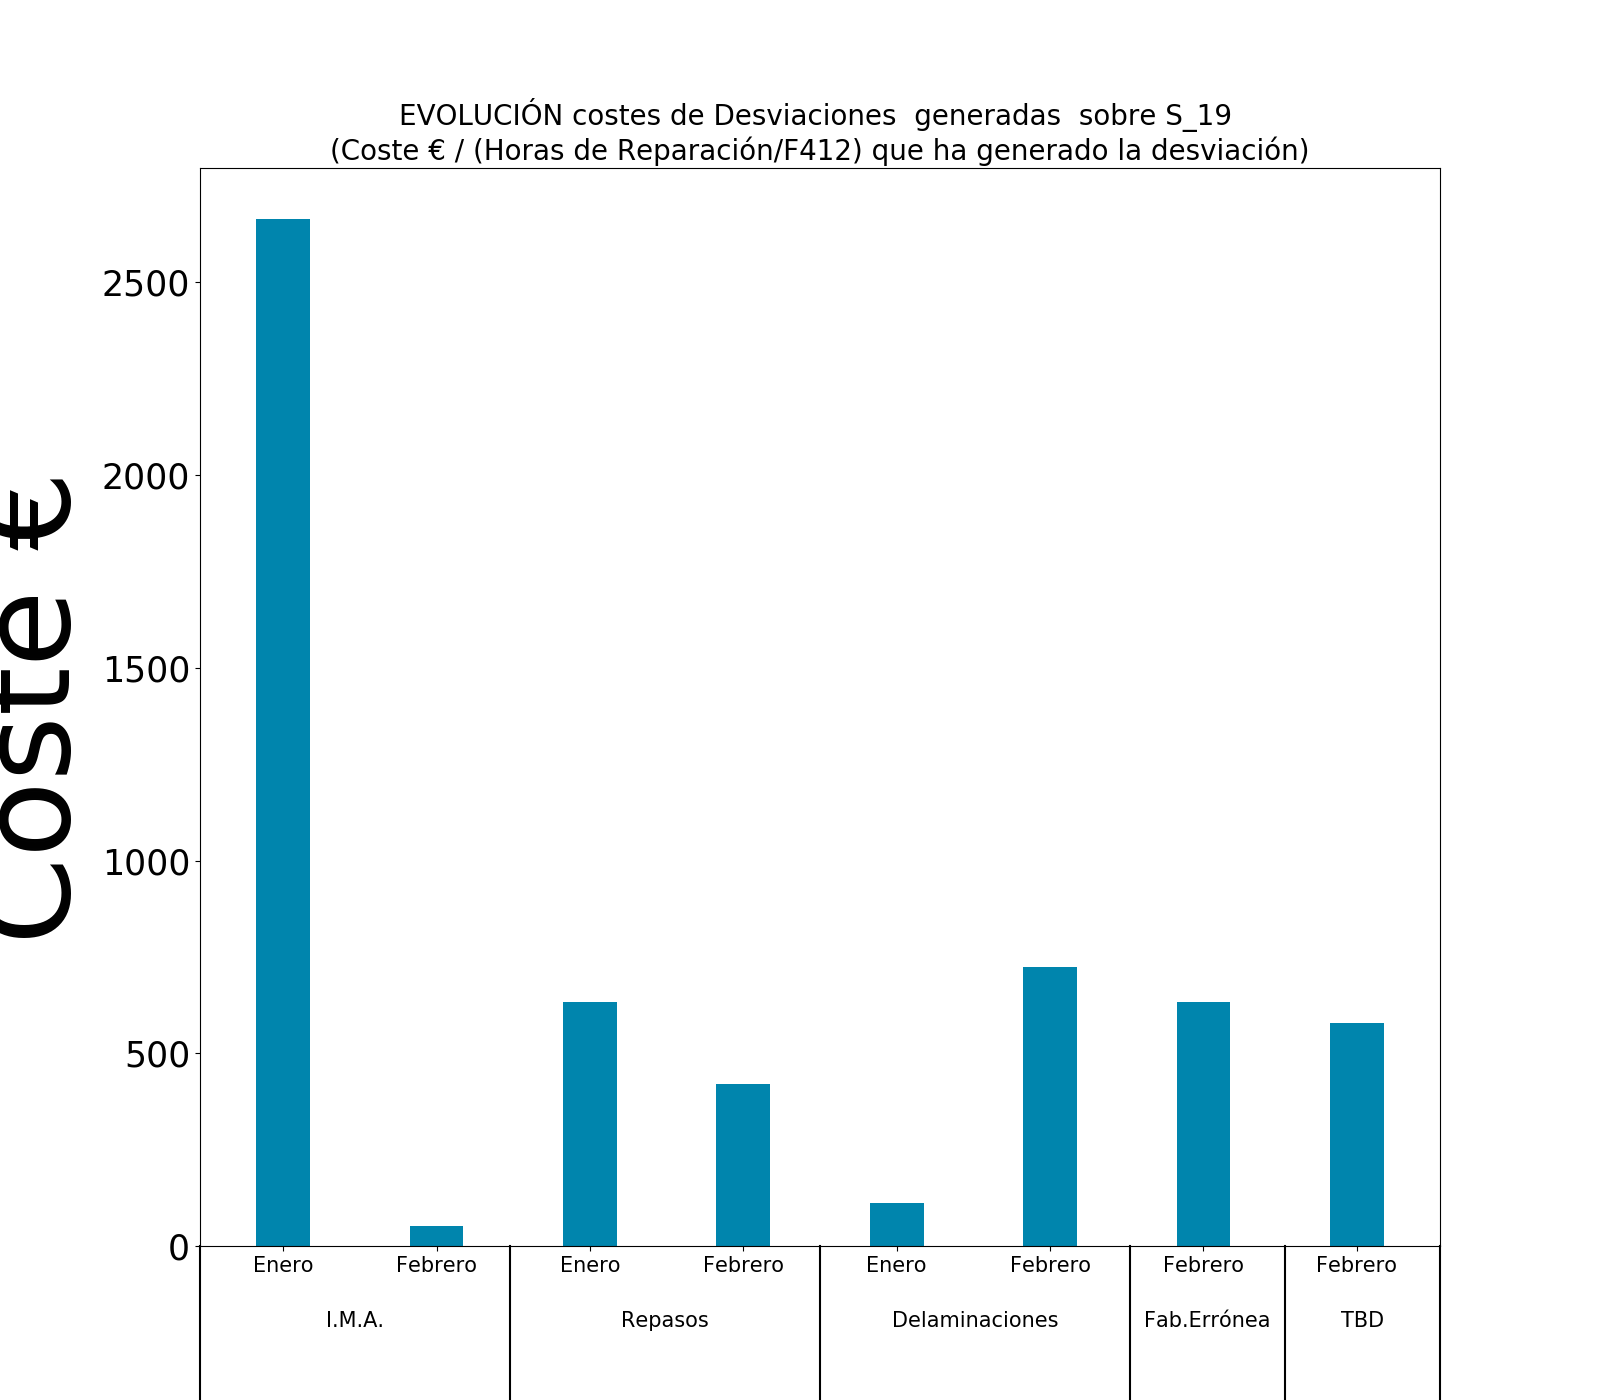 EVOLUCIÓN costes de Desviaciones  generadas  sobre S_19
(Coste € / (Horas de Reparación/F412) que ha generado la desviación)
Coste €
2500
2000
1500
1000
500
0
Enero Febrero Enero Febrero Enero Febrero Febrero Febrero
I.M.A. Repasos Delaminaciones Fab.Errónea TBD